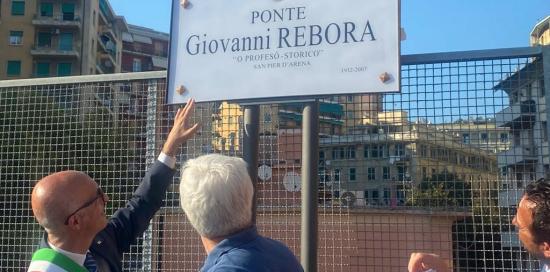 PONTE
Giovanni REBORA
"O PROFESÔ - STORICO"
SAN PIER D'ARENA
1932-2007